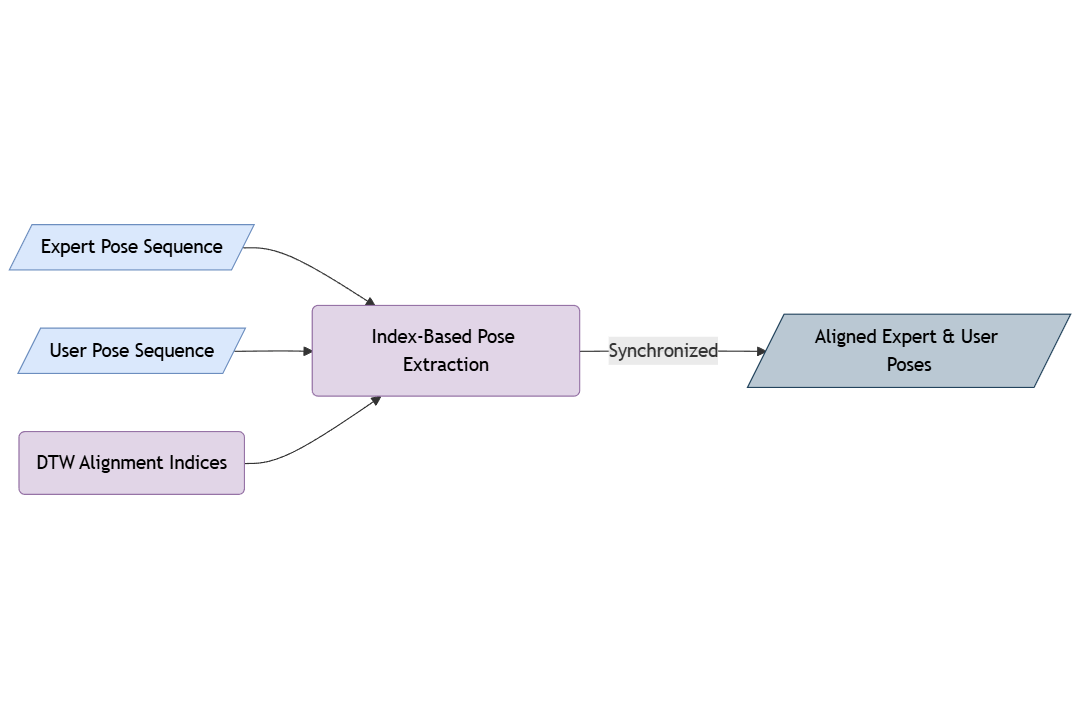 Expert Pose Sequence
User Pose Sequence
DTW Alignment Indices
Index-Based Pose
Extraction
Synchronized
Aligned Expert & User
Poses